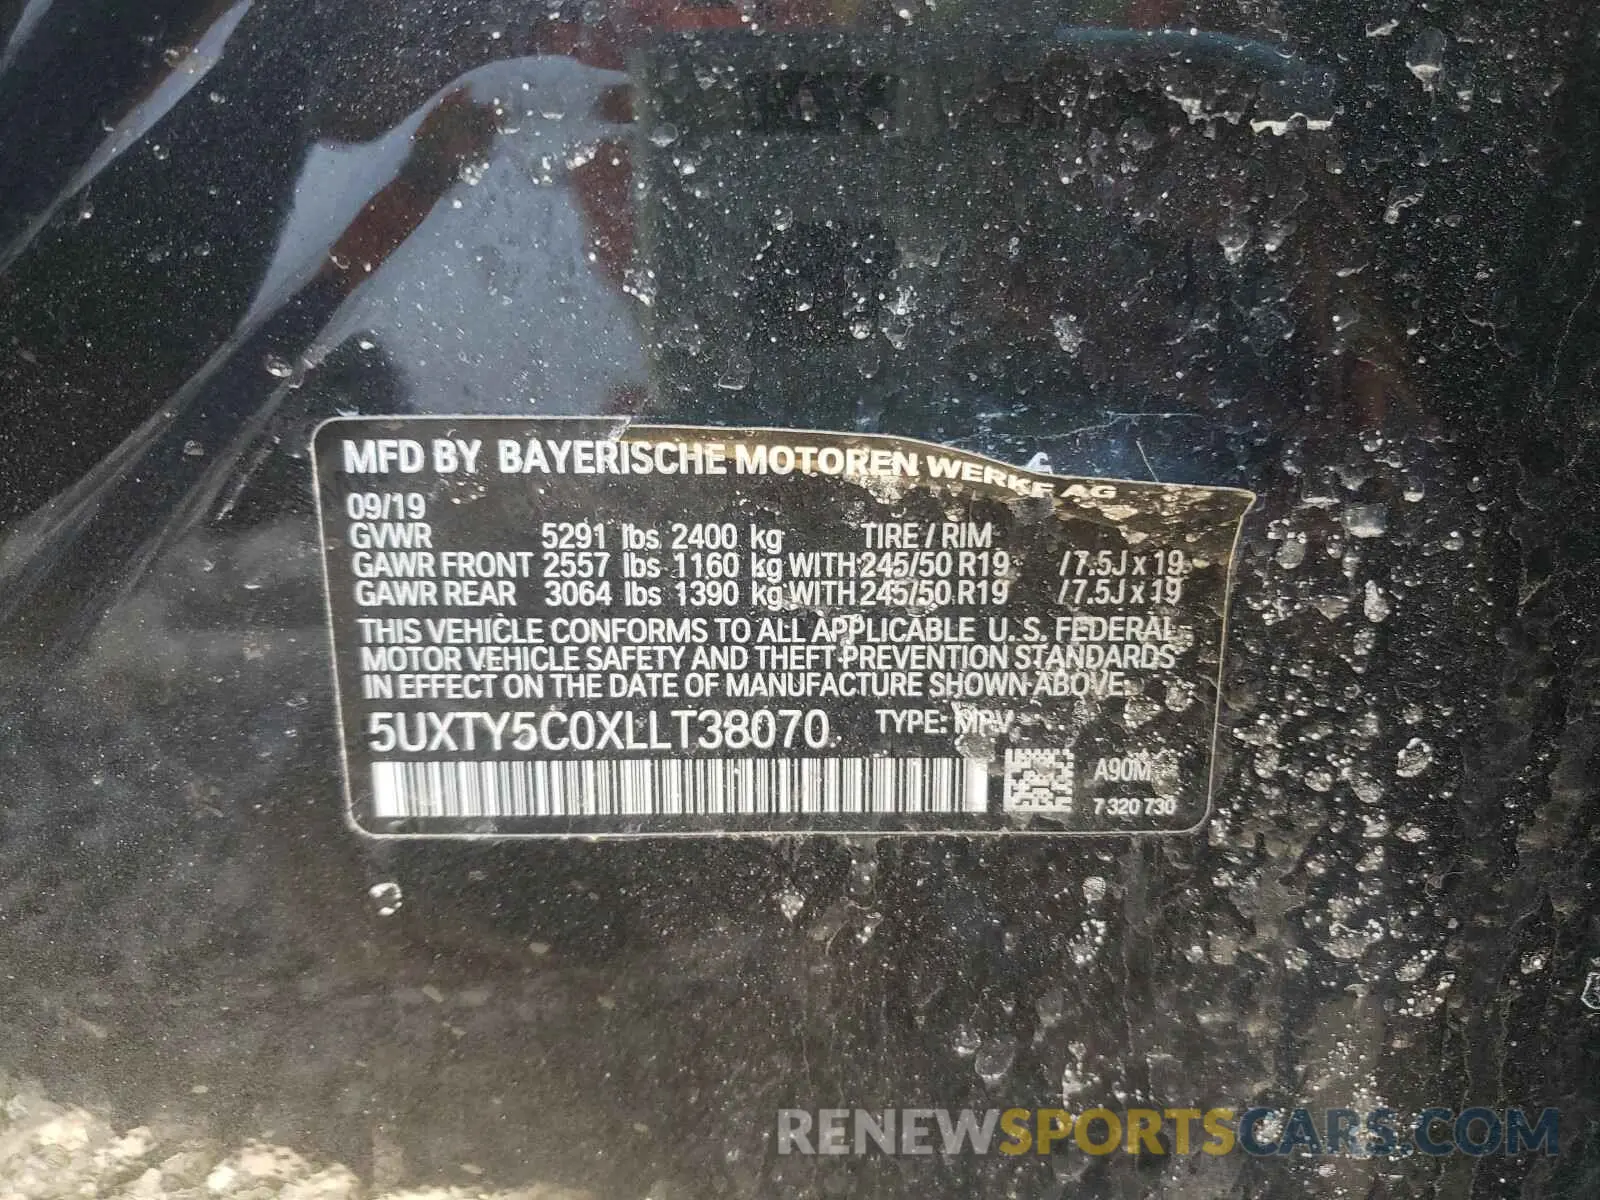 MFD BY BAYERISCHE MOTOREN WERKE AG
09/19
GVWR 5291 lbs 2400 kg TIRE / RIM
GAWR FRONT 2557 lbs 1160 kg WITH 245/50 R19 / 7.5J x 19
GAWR REAR 3064 lbs 1390 kg WITH 245/50 R19 / 7.5J x 19
THIS VEHICLE CONFORMS TO ALL APPLICABLE U. S. FEDERAL
MOTOR VEHICLE SAFETY AND THEFT PREVENTION STANDARDS
IN EFFECT ON THE DATE OF MANUFACTURE SHOWN ABOVE.
5UXTY5C0XLLT38070 TYPE: MPV
A90M
7 320 730
RENEWSPORTSCARS.COM